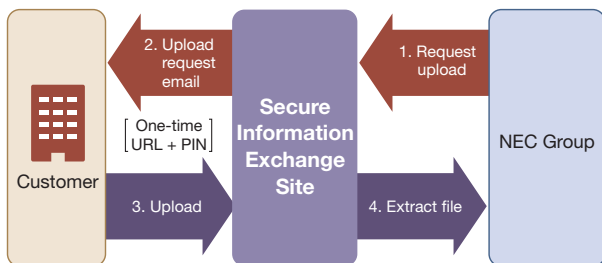 2. Upload
request
email
1. Request
upload
Secure
Information
Exchange
Site
[One-time
URL + PIN]
Customer
NEC Group
3. Upload
4. Extract file